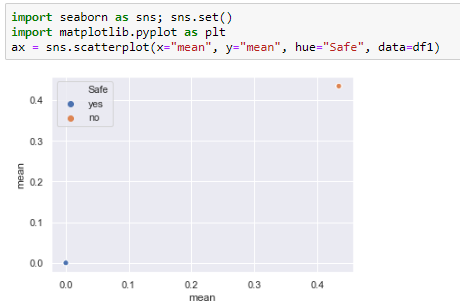 import seaborn as sns; sns.set()
import matplotlib.pyplot as plt
ax = sns.scatterplot(x="mean", y="mean", hue="Safe", data=df1)
Safe
yes
no
0.4
0.3
0.2
0.1
0.0
mean
0.0 0.1 0.2 0.3 0.4
mean